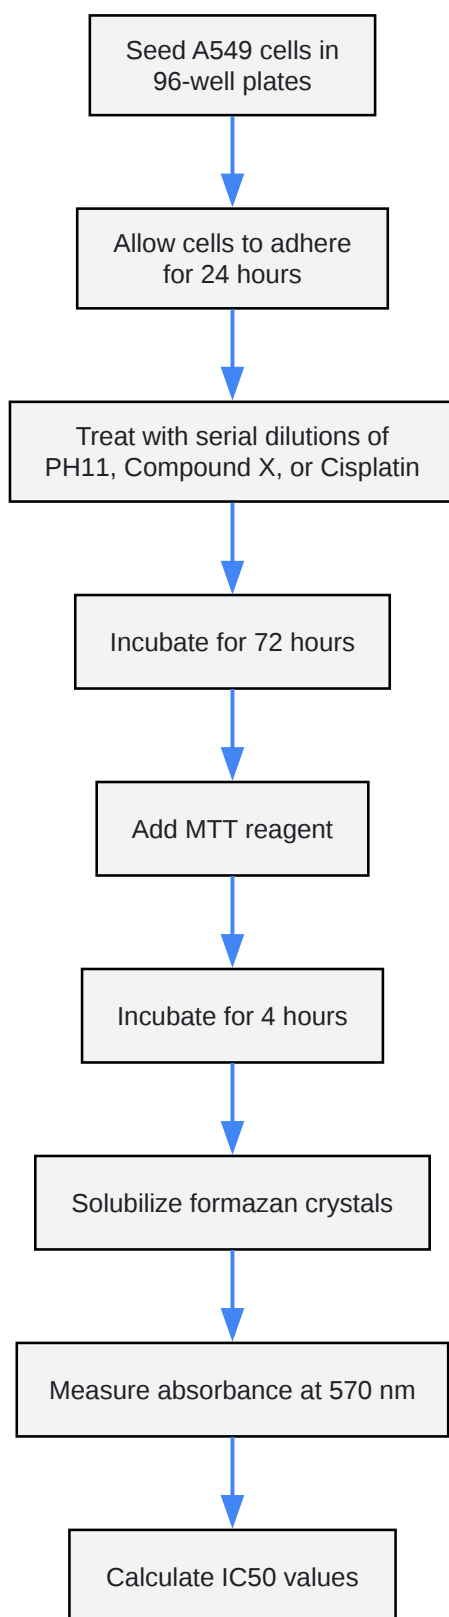 Seed A549 cells in
96-well plates
Allow cells to adhere
for 24 hours
Treat with serial dilutions of
PH11, Compound X, or Cisplatin
Incubate for 72 hours
Add MTT reagent
Incubate for 4 hours
Solubilize formazan crystals
Measure absorbance at 570 nm
Calculate IC50 values